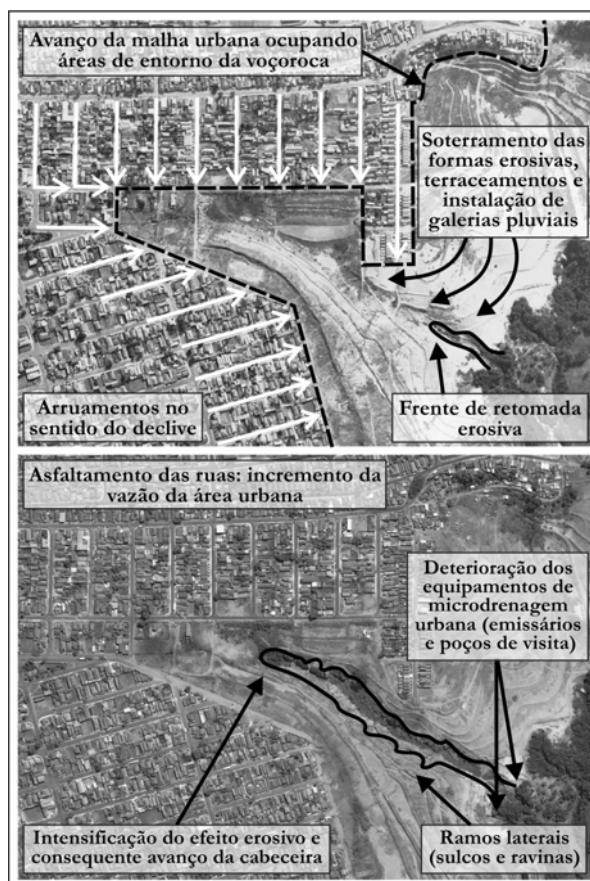 Avanço da malha urbana ocupando
áreas de entorno da voçoroca
Soterramento das
formas erosivas,
terraceamentos e
instalação de
galerias pluviais
Arruamentos no
sentido do declive
Frente de retomada
erosiva
Asfaltamento das ruas: incremento da
vazão da área urbana
Deterioração dos
equipamentos de
microdrenagem
urbana (emissários
e poços de visita)
Intensificação do efeito erosivo e
consequente avanço da cabeceira
Ramos laterais
(sulcos e ravinas)